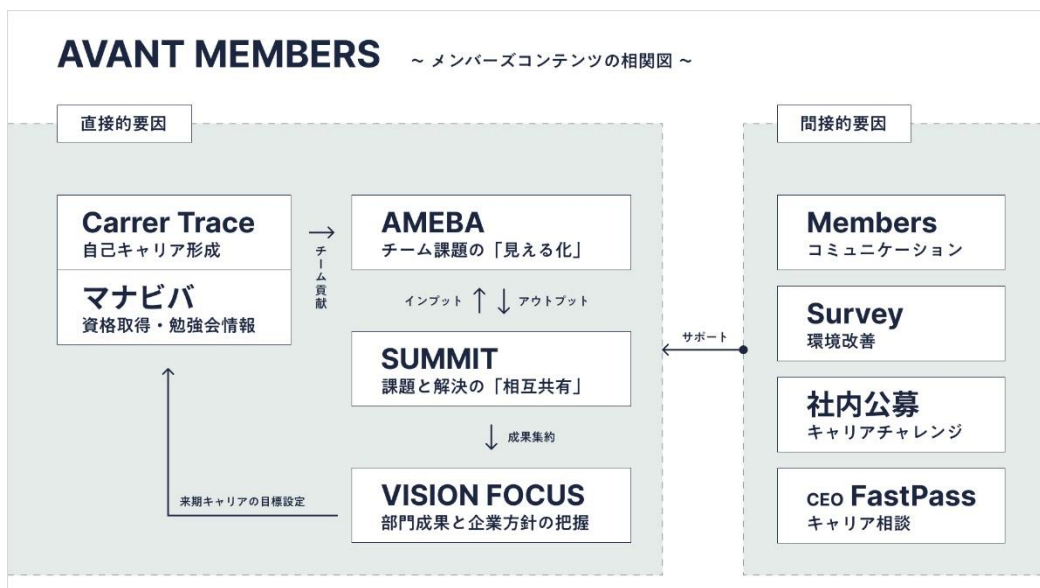 AVANT MEMBERS ～ メンバーズコンテンツの相関図 ～
直接的要因
Carrer Trace
自己キャリア形成
マナビバ
資格取得・勉強会情報
チーム貢献
AMEBA
チーム課題の「見える化」
インプット アウトプット
SUMMIT
課題と解決の「相互共有」
成果集約
VISION FOCUS
部門成果と企業方針の把握
来期キャリアの目標設定
サポート
間接的要因
Members
コミュニケーション
Survey
環境改善
社内公募
キャリアチャレンジ
CEO FastPass
キャリア相談